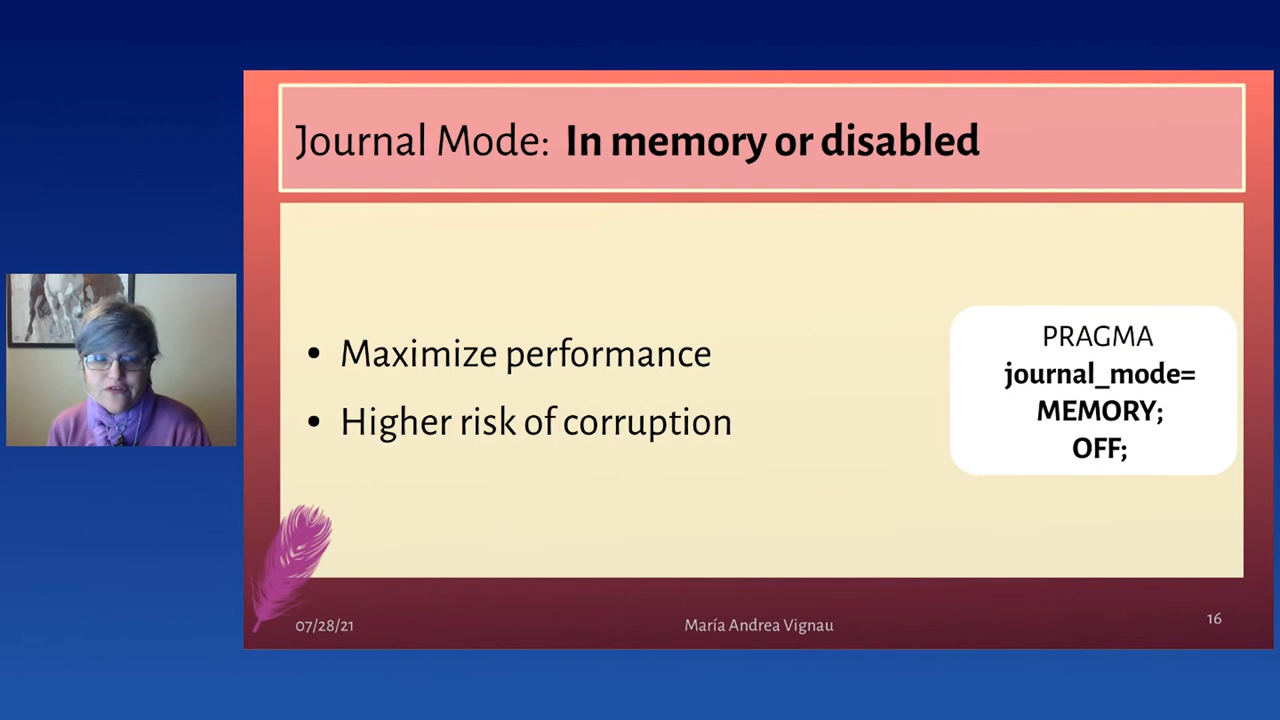 Journal Mode: In memory or disabled
• Maximize performance
• Higher risk of corruption
PRAGMA
journal_mode=
MEMORY;
OFF;
07/28/21
María Andrea Vignau
16